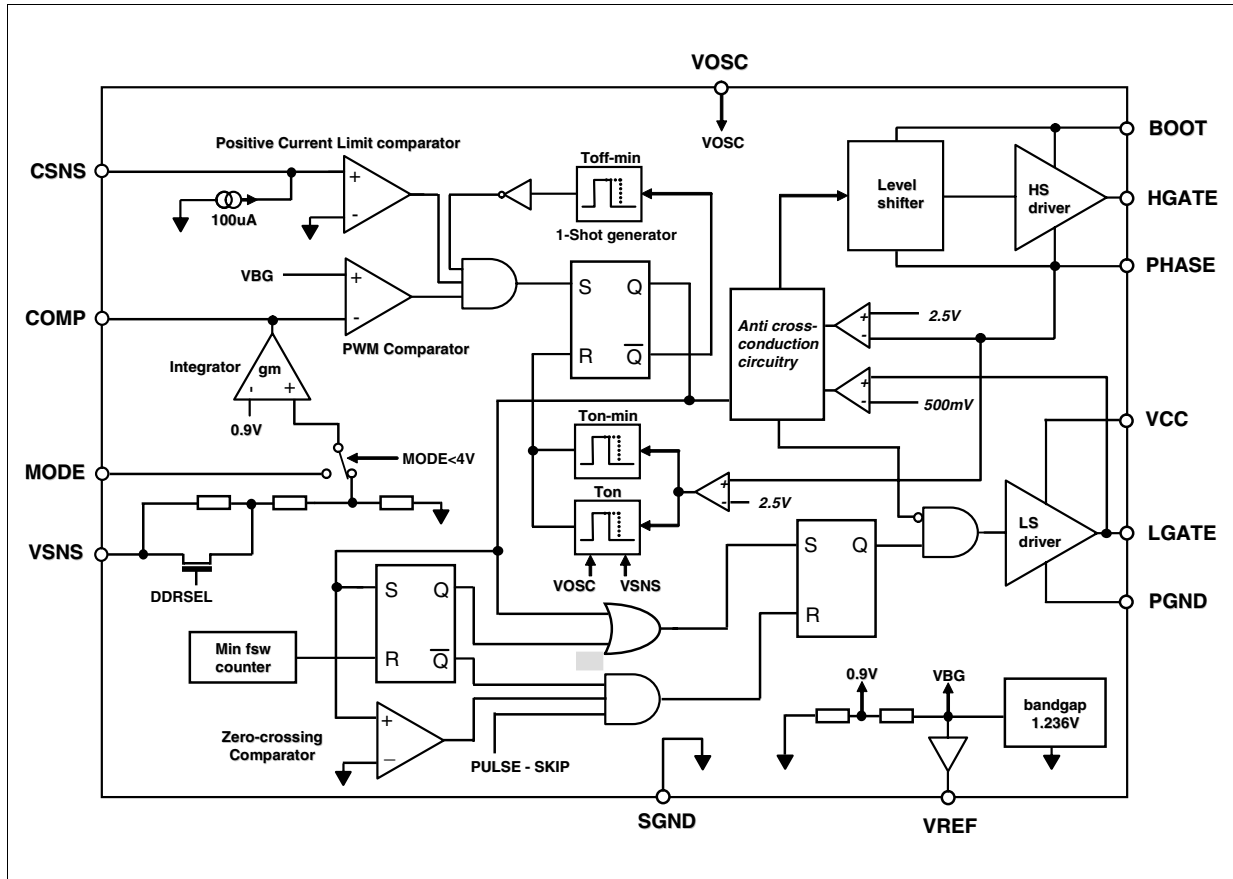 VOSC
VOSC
BOOT
Positive Current Limit comparator
Toff-min
CSNS
+
-
100uA
1-Shot generator
Level
shifter
HS
driver
HGATE
VBG
+
-
PWM Comparator
S
Q
R
Q
PHASE
COMP
Integrator
gm
-
+
0.9V
Anti cross-
conduction
circuitry
+
-
2.5V
+
-
500mV
VCC
MODE
MODE<4V
Ton-min
Ton
+
-
2.5V
VOSC
VSNS
VSNS
DDRSEL
S
Q
R
LS
driver
LGATE
PGND
Min fsw
counter
S
Q
R
Q
Zero-crossing
Comparator
+
−
PULSE - SKIP
0.9V
VBG
bandgap
1.236V
SGND
VREF